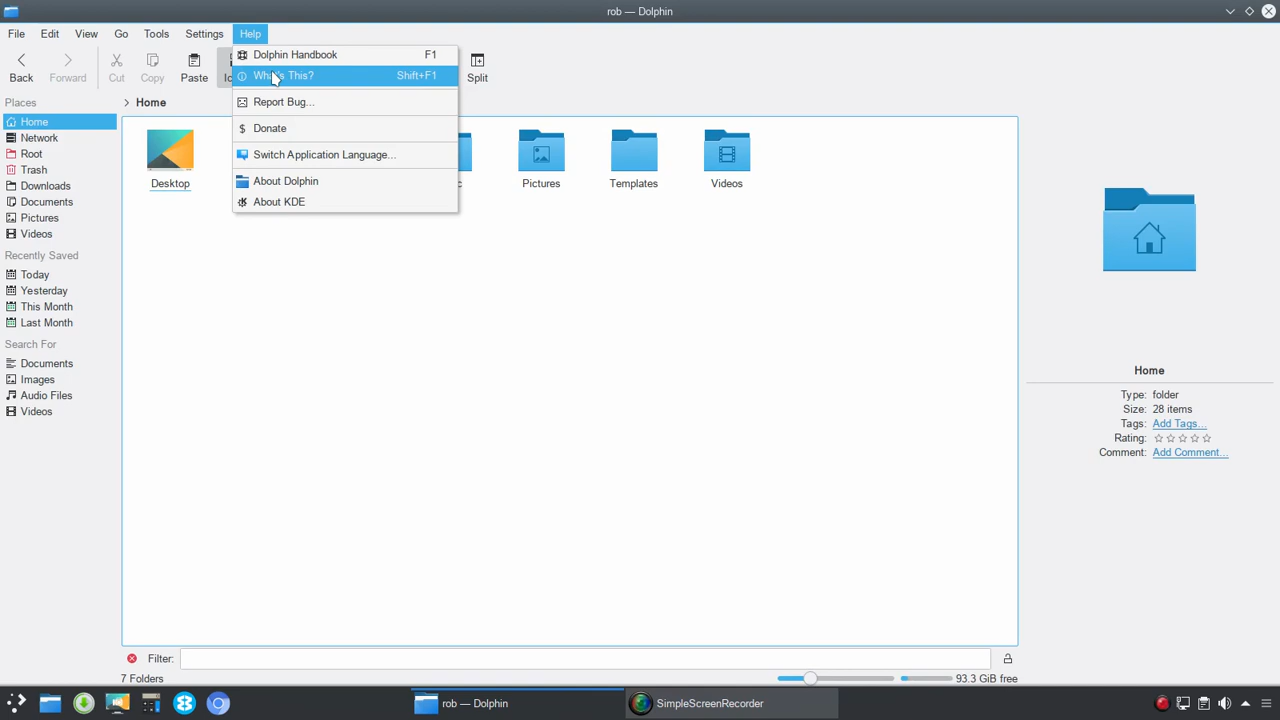 rob — Dolphin
File Edit View Go Tools Settings Help
Back Forward Cut Copy Paste Split
Dolphin Handbook F1
What's This? Shift+F1
Report Bug...
Donate
Switch Application Language...
About Dolphin
About KDE
Places
Home
Network
Root
Trash
Downloads
Documents
Pictures
Videos
Recently Saved
Today
Yesterday
This Month
Last Month
Search For
Documents
Images
Audio Files
Videos
Home
Desktop Pictures Templates Videos
Home
Type: folder
Size: 28 items
Tags: Add Tags...
Rating:
Comment: Add Comment...
Filter:
7 Folders 93.3 GiB free
rob — Dolphin SimpleScreenRecorder